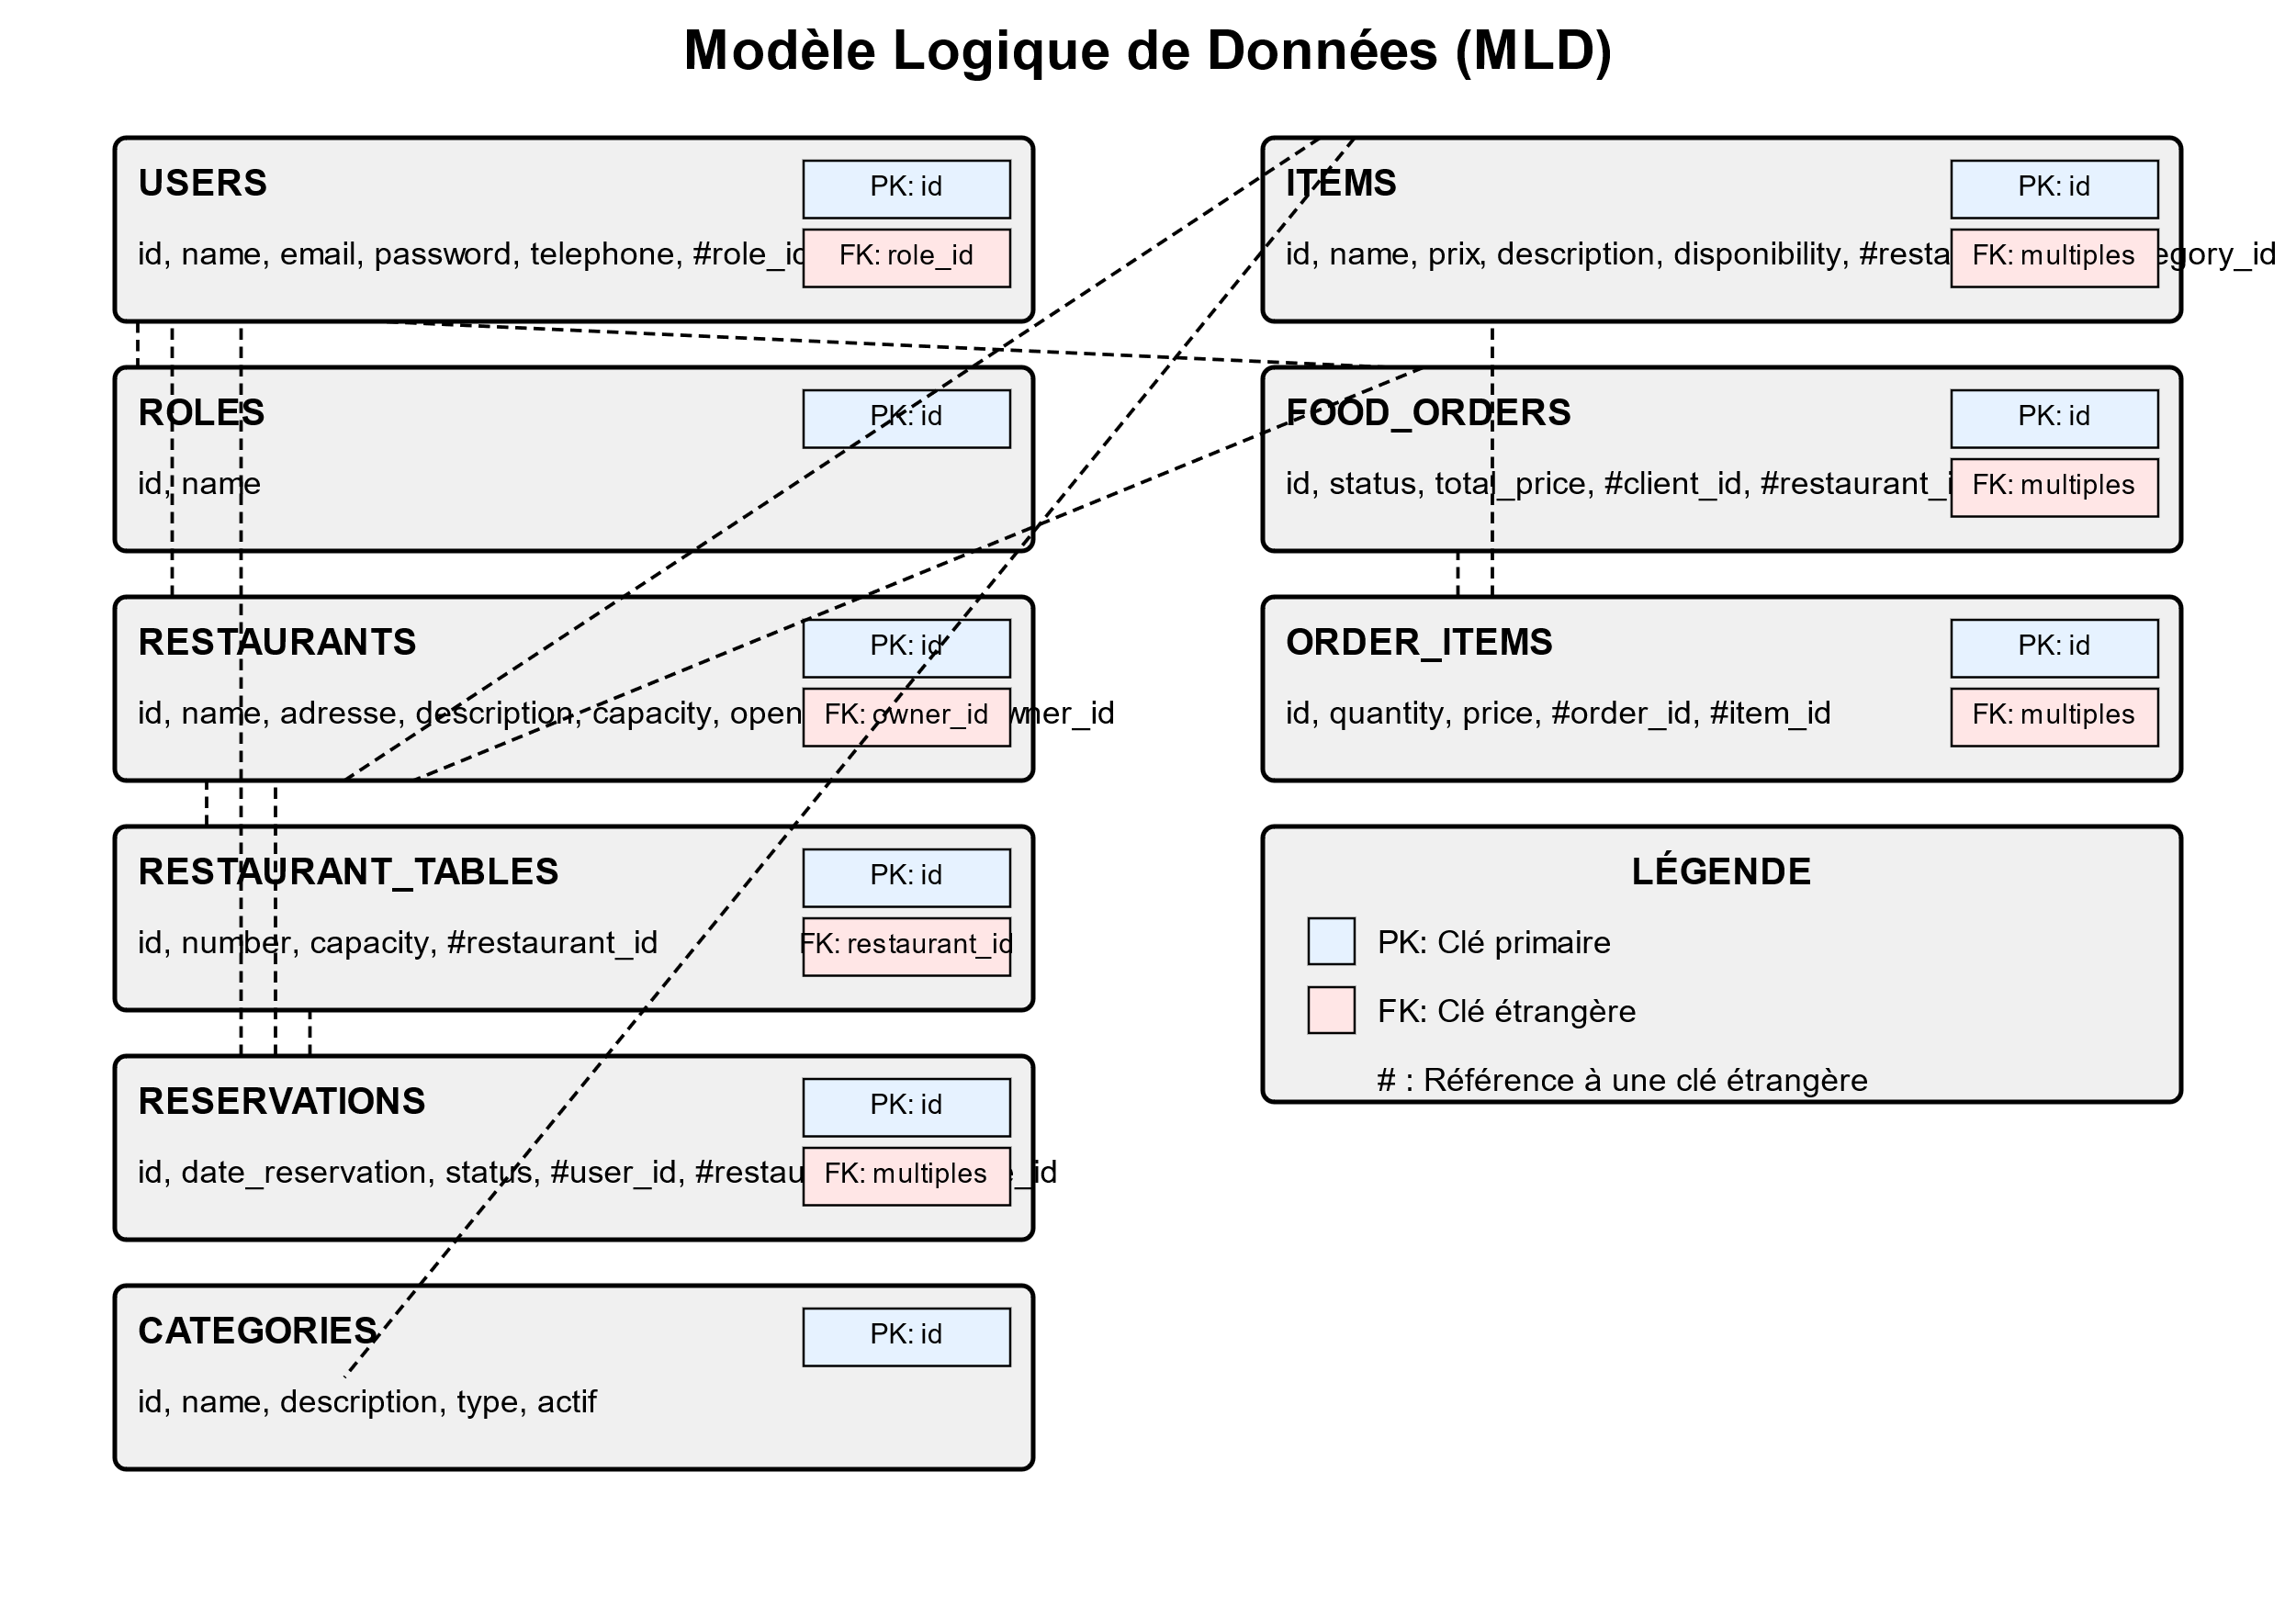 Modèle Logique de Données (MLD)
USERS
PK: id
id, name, email, password, telephone, #role_id
FK: role_id
ROLES
PK: id
id, name
RESTAURANTS
PK: id
id, name, adresse, description, capacity, open
FK: owner_id
wner_id
RESTAURANT_TABLES
PK: id
id, number, capacity, #restaurant_id
FK: restaurant_id
RESERVATIONS
PK: id
id, date_reservation, status, #user_id, #restau
FK: multiples
_id
CATEGORIES
PK: id
id, name, description, type, actif
ITEMS
PK: id
id, name, prix, description, disponibility, #resta
FK: multiples
egory_id
FOOD_ORDERS
PK: id
id, status, total_price, #client_id, #restaurant_i
FK: multiples
ORDER_ITEMS
PK: id
id, quantity, price, #order_id, #item_id
FK: multiples
LÉGENDE
PK: Clé primaire
FK: Clé étrangère
# : Référence à une clé étrangère